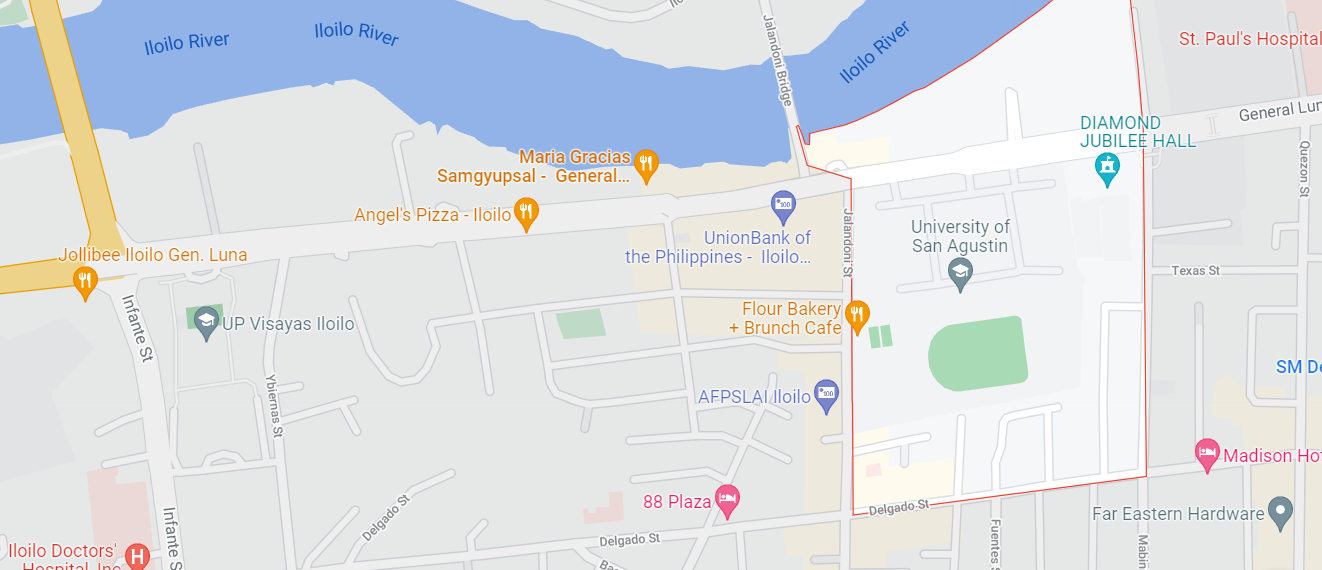 Iloilo River
Iloilo River
Jalandoni Bridge
Iloilo River
St. Paul's Hospital
General Lun
DIAMOND
JUBILEE HALL
Quezon St
Maria Gracias
Samgyupsal - General...
Angel's Pizza - Iloilo
UnionBank of
the Philippines - Iloilo...
Jalandoni St
University of
San Agustin
Jollibee Iloilo Gen. Luna
Texas St
Infante St
UP Visayas Iloilo
Flour Bakery
+ Brunch Cafe
SM De
Ybiernas St
AFPSLAI Iloilo
Madison Hot
88 Plaza
Delgado St
Delgado St
Delgado St
Far Eastern Hardware
Fuentes S
Mabin
Infante S
Iloilo Doctors'
Hospital, Inc
H
Bas